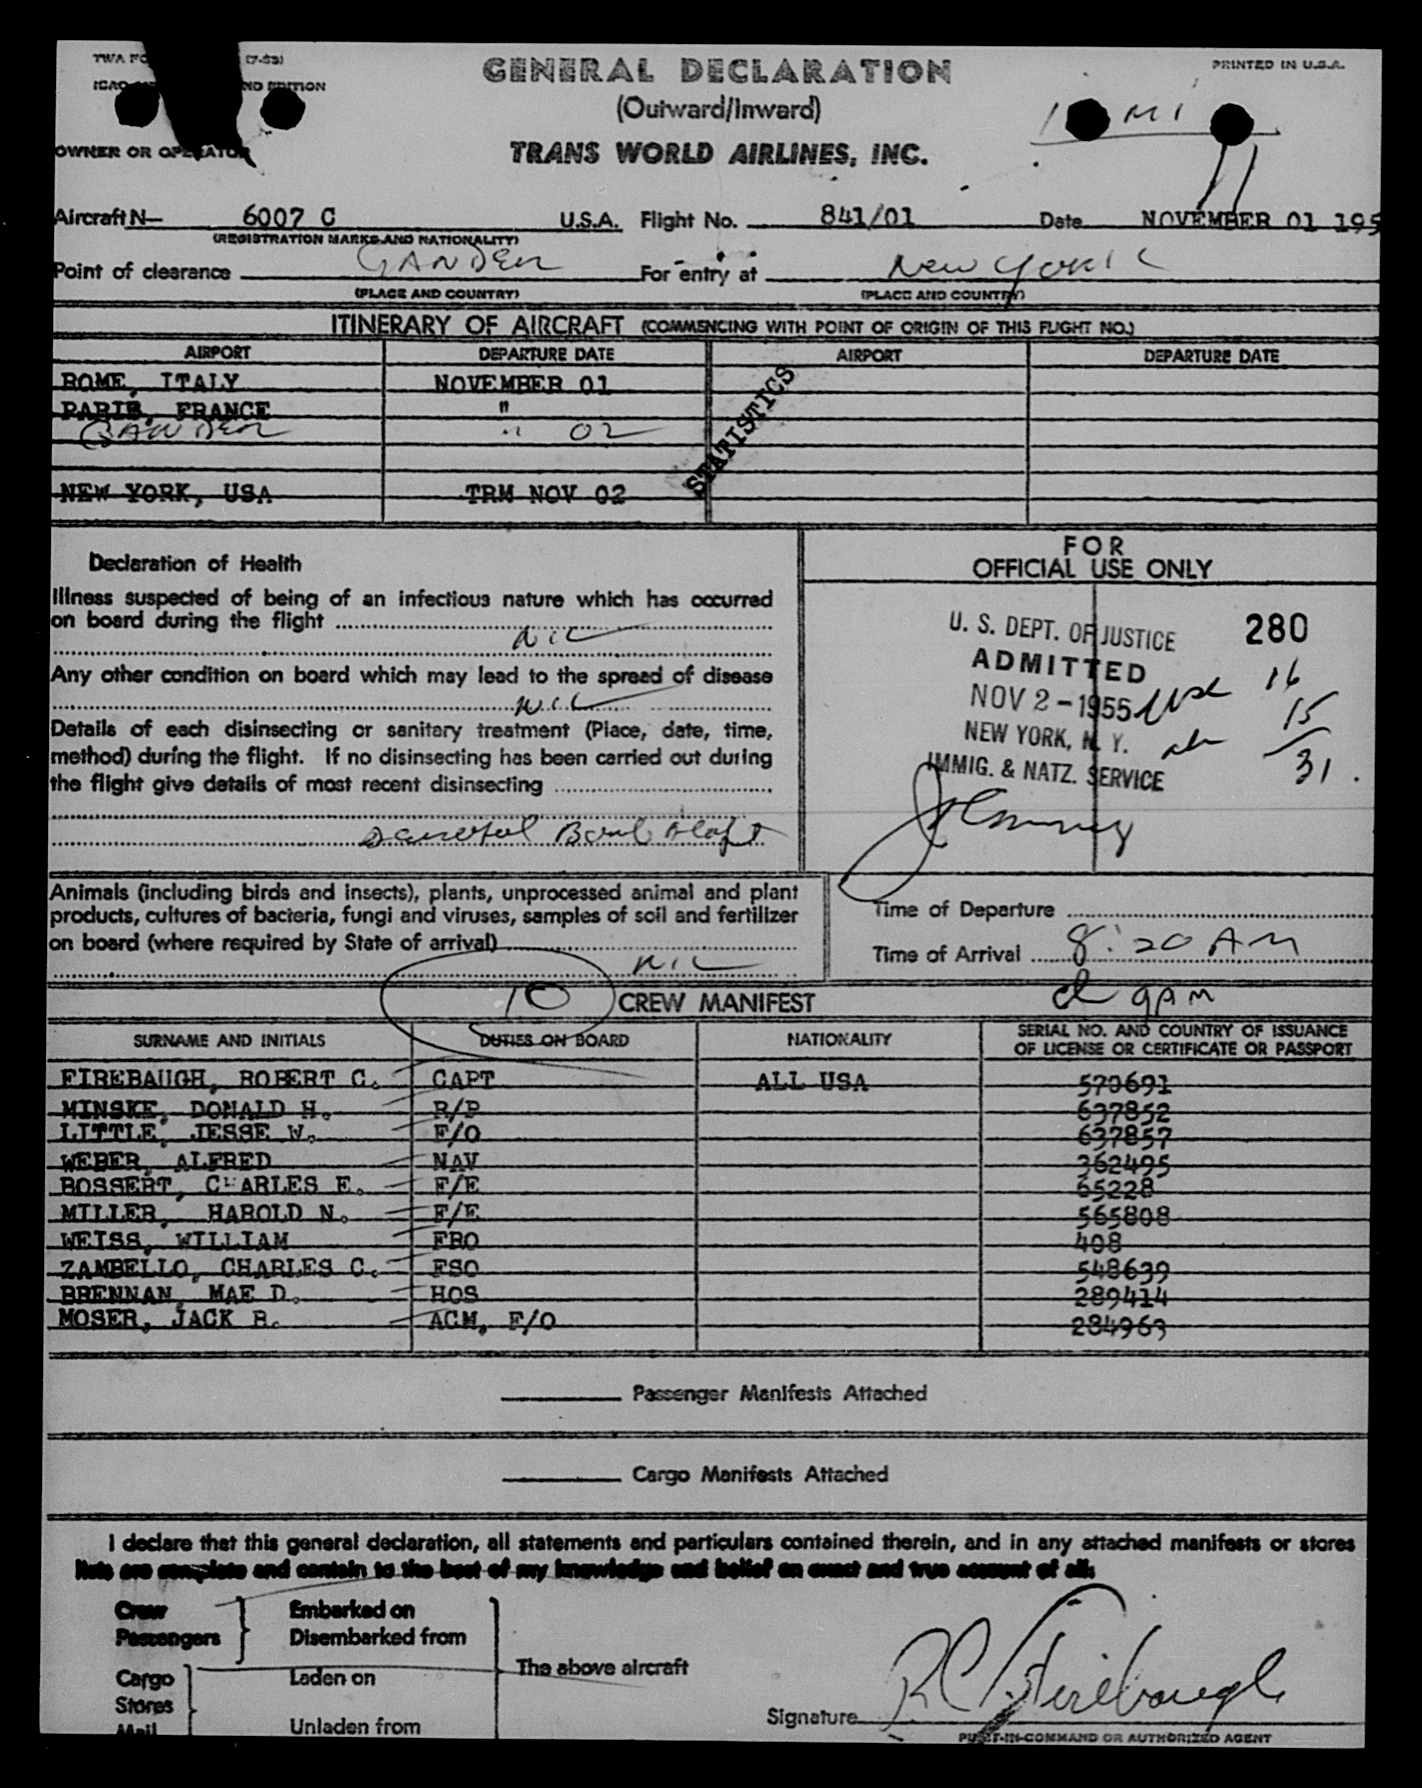 TWA FO (7-53)
ICAO ND EDITION
PRINTED IN U.S.A.
GENERAL DECLARATION
(Outward/Inward)
OWNER OR OPERATOR
TRANS WORLD AIRLINES, INC.
Aircraft N— 6007 C U.S.A. Flight No. 841/01 Date NOVEMBER 01 195
(REGISTRATION MARKS AND NATIONALITY)
Point of clearance GANDER For entry at New York
(PLACE AND COUNTRY) (PLACE AND COUNTRY)
ITINERARY OF AIRCRAFT (COMMENCING WITH POINT OF ORIGIN OF THIS FLIGHT NO.)
AIRPORT DEPARTURE DATE AIRPORT DEPARTURE DATE
ROME, ITALY NOVEMBER 01
PARIS, FRANCE "
GANDER " 02
STATISTICS
NEW YORK, USA TRM NOV 02
Declaration of Health
Illness suspected of being of an infectious nature which has occurred
on board during the flight
NIL
Any other condition on board which may lead to the spread of disease
NIL
Details of each disinsecting or sanitary treatment (Place, date, time,
method) during the flight. If no disinsecting has been carried out during
the flight give details of most recent disinsecting
FOR
OFFICIAL USE ONLY
U. S. DEPT. OF JUSTICE 280
ADMITTED
NOV 2 - 1955 usc 16
NEW YORK, N. Y. aln 15
IMMIG. & NATZ. SERVICE 31
Animals (including birds and insects), plants, unprocessed animal and plant
products, cultures of bacteria, fungi and viruses, samples of soil and fertilizer
on board (where required by State of arrival)
NIL
Time of Departure
Time of Arrival 8:20 AM
9 AM
10 CREW MANIFEST
SURNAME AND INITIALS DUTIES ON BOARD NATIONALITY SERIAL NO. AND COUNTRY OF ISSUANCE
OF LICENSE OR CERTIFICATE OR PASSPORT
FIREBAUGH, ROBERT C. CAPT ALL USA 570691
MINSKE, DONALD H. R/P 637852
LITTLE, JESSE W. F/O 637857
WEBER, ALFRED NAV 362495
BOSSERT, CHARLES E. F/E 65228
MILLER, HAROLD N. F/E 565808
WEISS, WILLIAM FRO 408
ZAMBELLO, CHARLES C. FSO 548639
BRENNAN, MAE D. HOS 289414
MOSER, JACK R. ACM, F/O 284963
Passenger Manifests Attached
Cargo Manifests Attached
I declare that this general declaration, all statements and particulars contained therein, and in any attached manifests or stores
lists are complete and contain to the best of my knowledge and belief an exact and true account of all:
Crew Embarked on
Passengers Disembarked from
The above aircraft
Cargo Laden on
Stores
Mail Unladen from
Signature R C Firebaugh
PILOT-IN-COMMAND OR AUTHORIZED AGENT